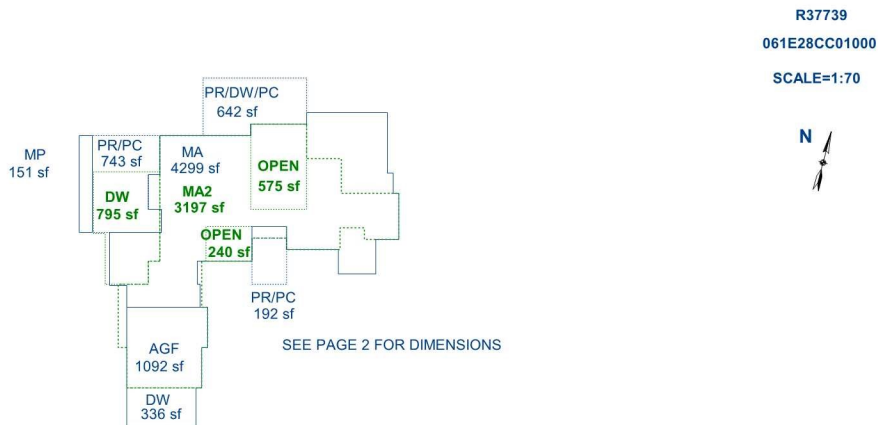 R37739
061E28CC01000
SCALE=1:70
N
PR/DW/PC
642 sf
MP
151 sf
PR/PC
743 sf
MA
4299 sf
OPEN
575 sf
DW
795 sf
MA2
3197 sf
OPEN
240 sf
PR/PC
192 sf
SEE PAGE 2 FOR DIMENSIONS
AGF
1092 sf
DW
336 sf